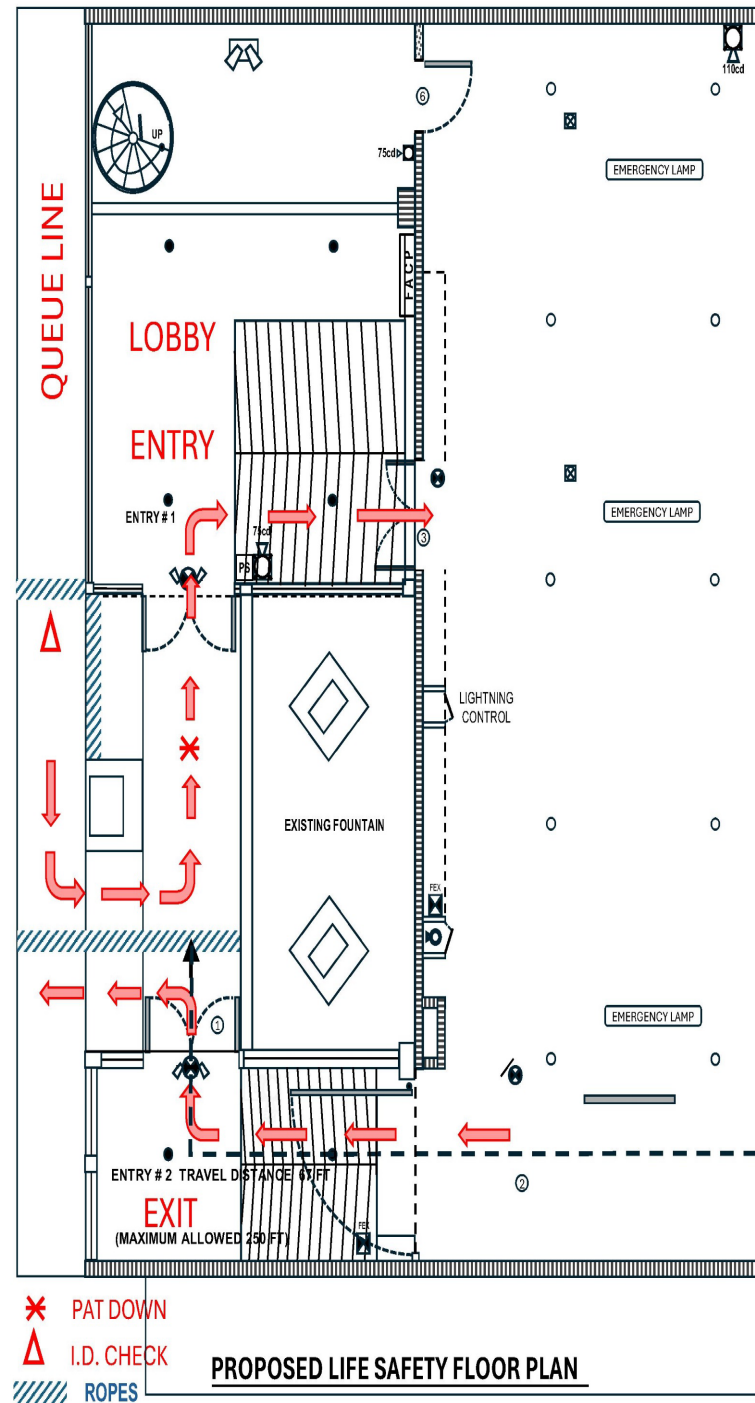 110cd
6
UP
75cd
EMERGENCY LAMP
QUEUE LINE
FACP
LOBBY
ENTRY
ENTRY # 1
EMERGENCY LAMP
3
75cd
PS
LIGHTNING
CONTROL
EXISTING FOUNTAIN
FEX
1
EMERGENCY LAMP
ENTRY # 2 TRAVEL DISTANCE 67 FT
2
EXIT
(MAXIMUM ALLOWED 250 FT)
FEX
PAT DOWN
I.D. CHECK
ROPES
PROPOSED LIFE SAFETY FLOOR PLAN